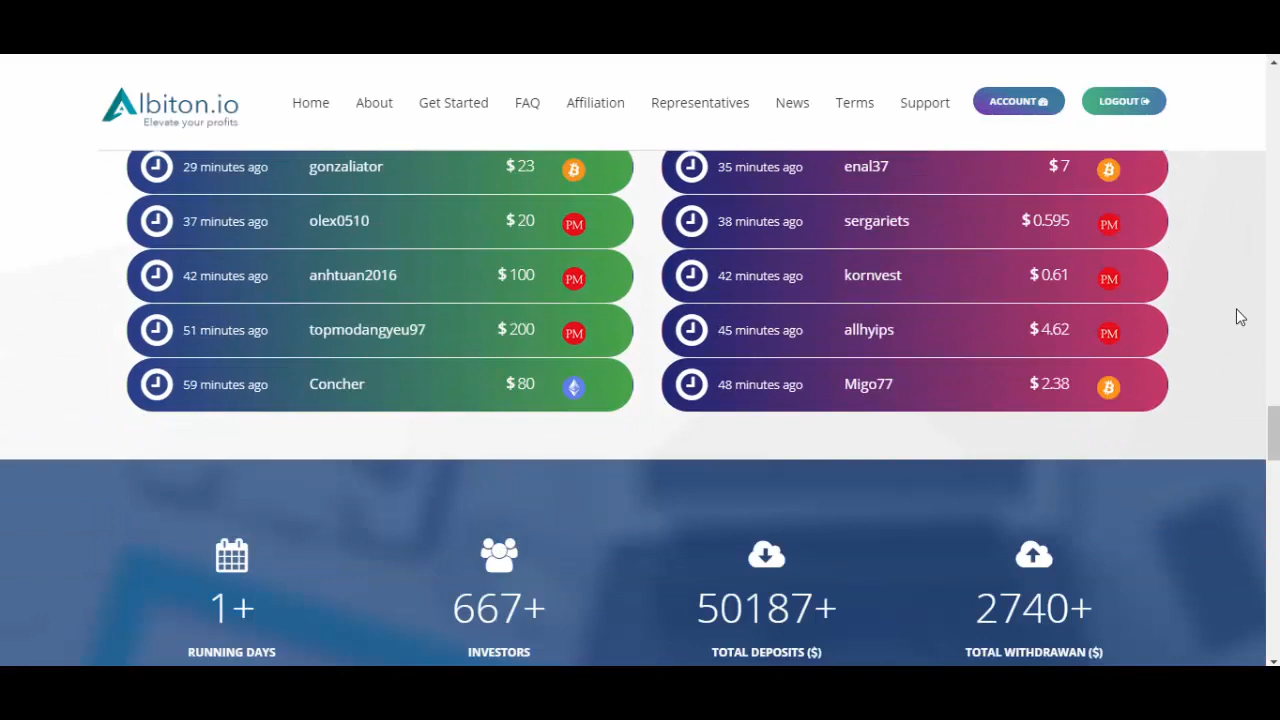 Albiton.io
Elevate your profits
Home About Get Started FAQ Affiliation Representatives News Terms Support ACCOUNT LOGOUT
29 minutes ago gonzaliator $ 23
35 minutes ago enal37 $ 7
37 minutes ago olex0510 $ 20 PM
38 minutes ago sergariets $ 0.595 PM
42 minutes ago anhtuan2016 $ 100 PM
42 minutes ago kornvest $ 0.61 PM
51 minutes ago topmodangyeu97 $ 200 PM
45 minutes ago allhyips $ 4.62 PM
59 minutes ago Concher $ 80
48 minutes ago Migo77 $ 2.38
1+ 667+ 50187+ 2740+
RUNNING DAYS INVESTORS TOTAL DEPOSITS ($) TOTAL WITHDRAWAN ($)